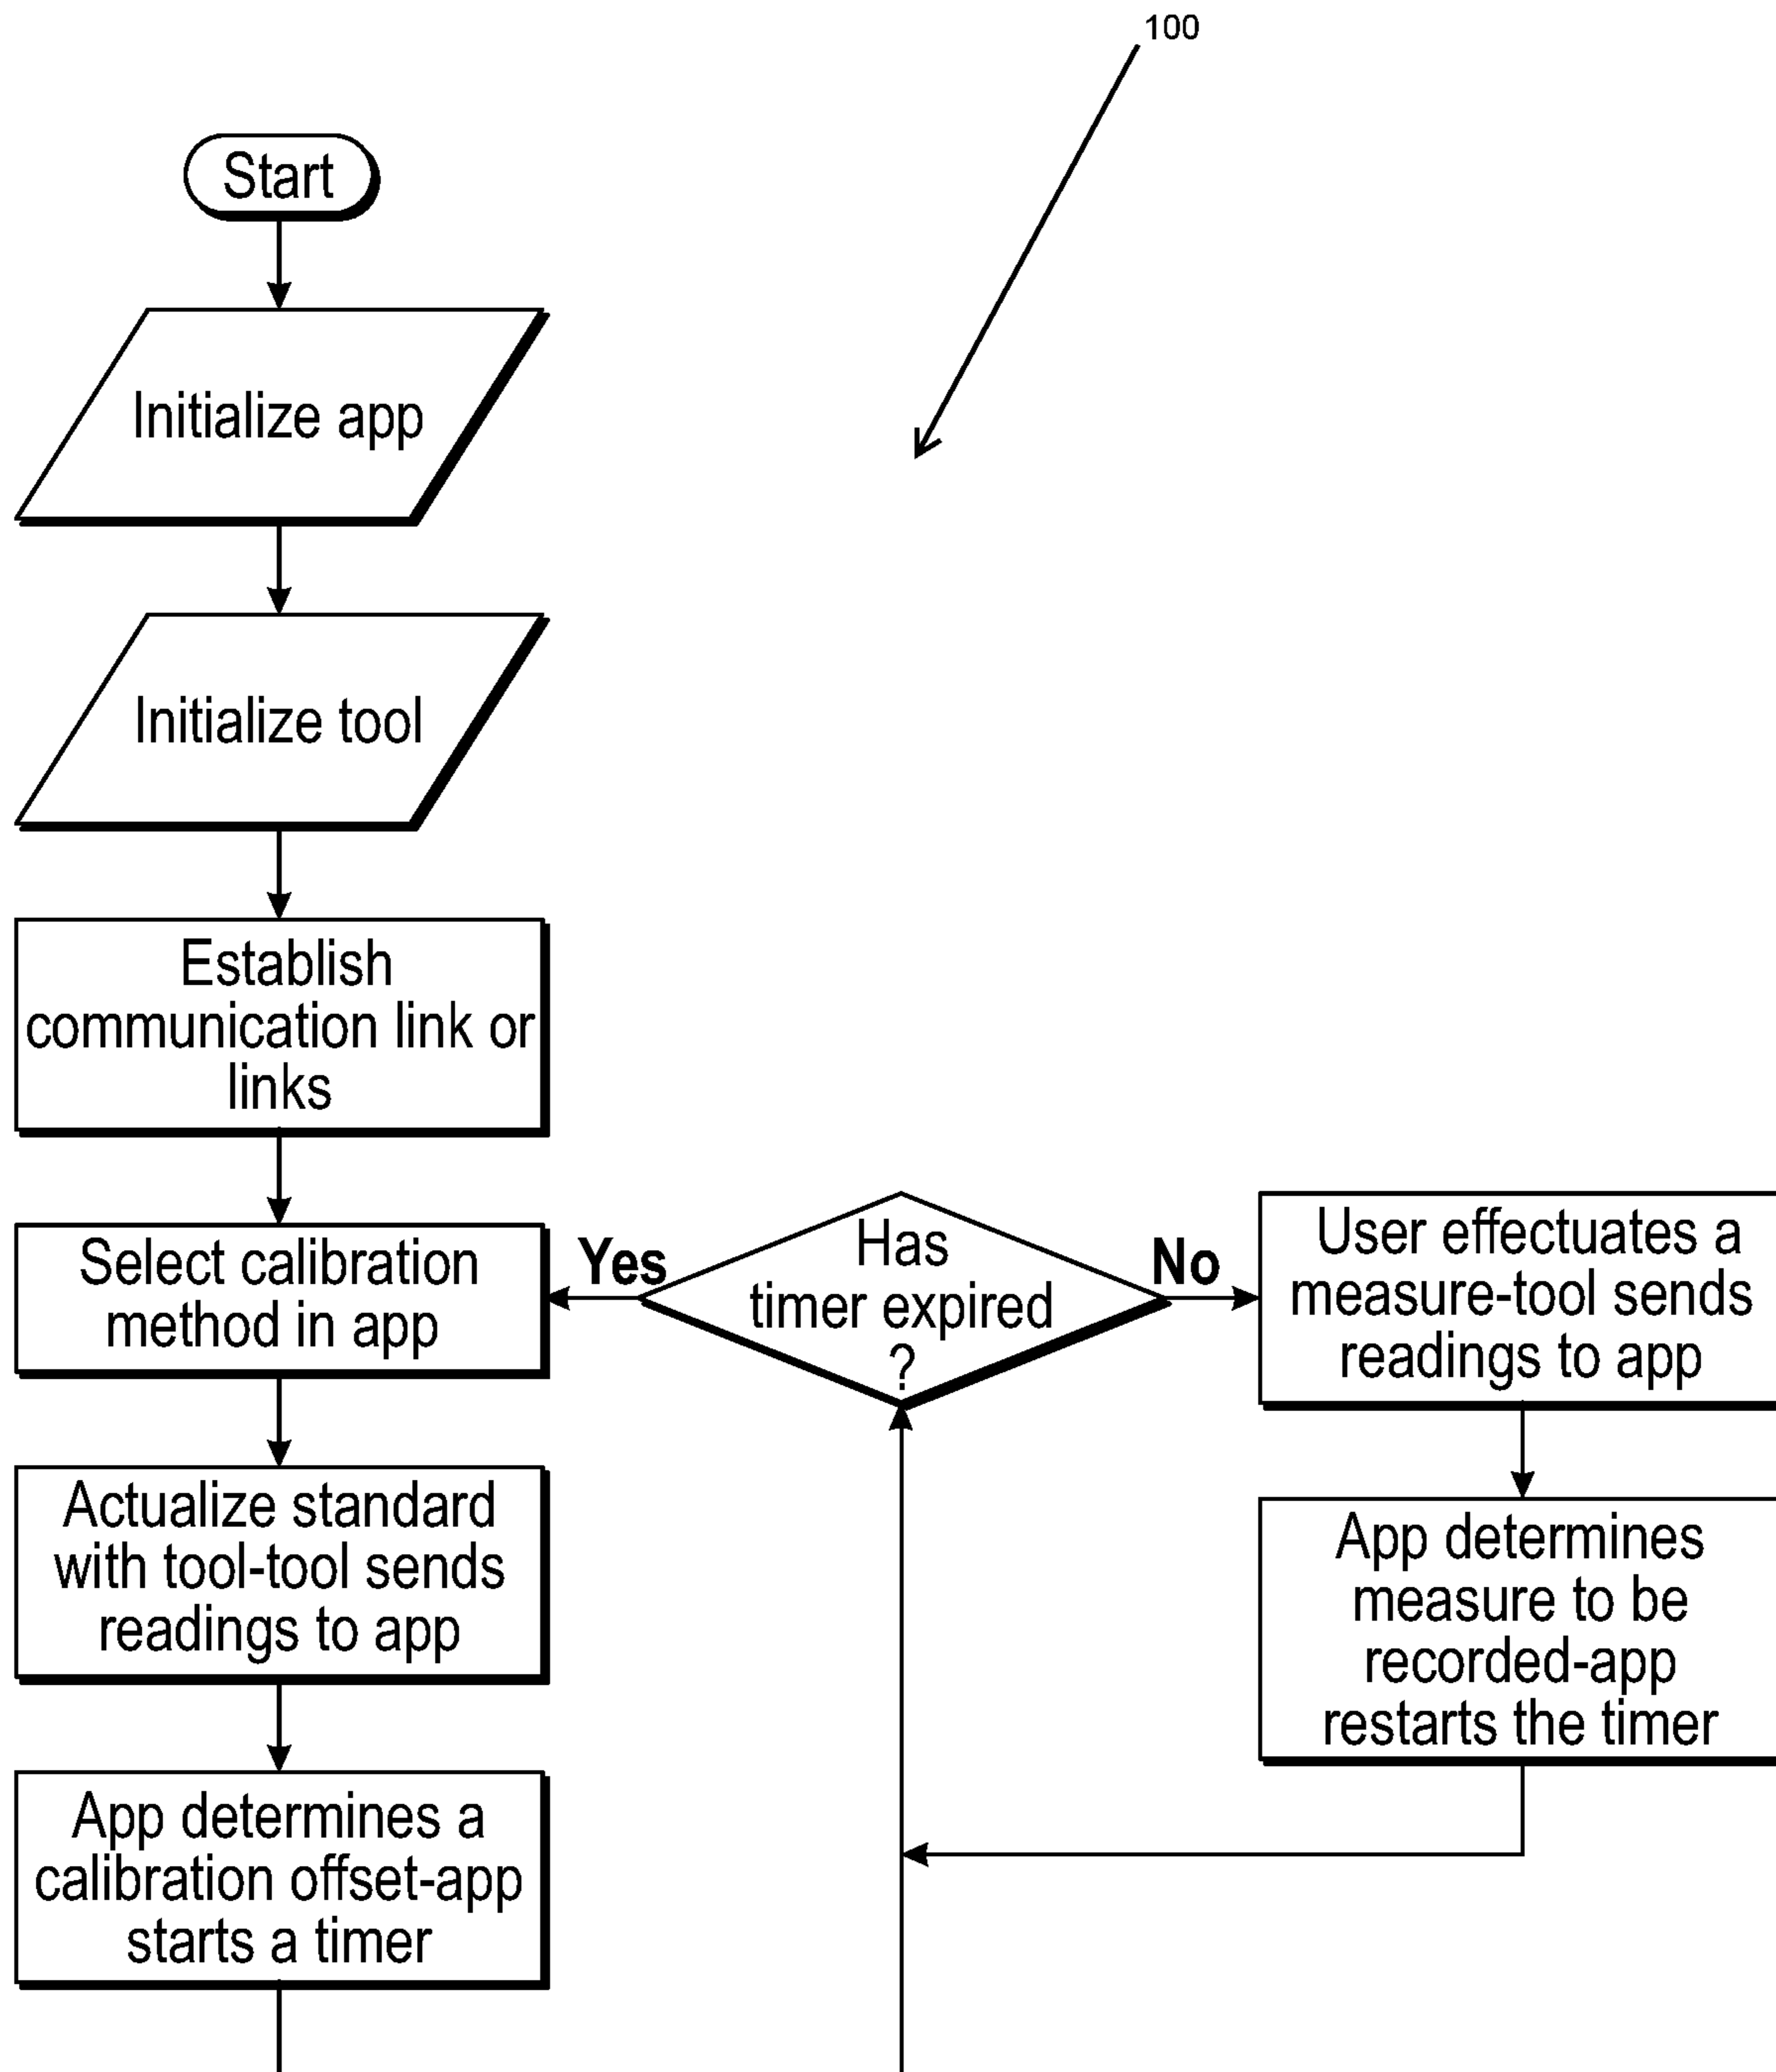 100
Start
Initialize app
Initialize tool
Establish
communication link or
links
Select calibration
method in app
Yes
Has
timer expired
?
No
User effectuates a
measure-tool sends
readings to app
Actualize standard
with tool-tool sends
readings to app
App determines
measure to be
recorded-app
restarts the timer
App determines a
calibration offset-app
starts a timer